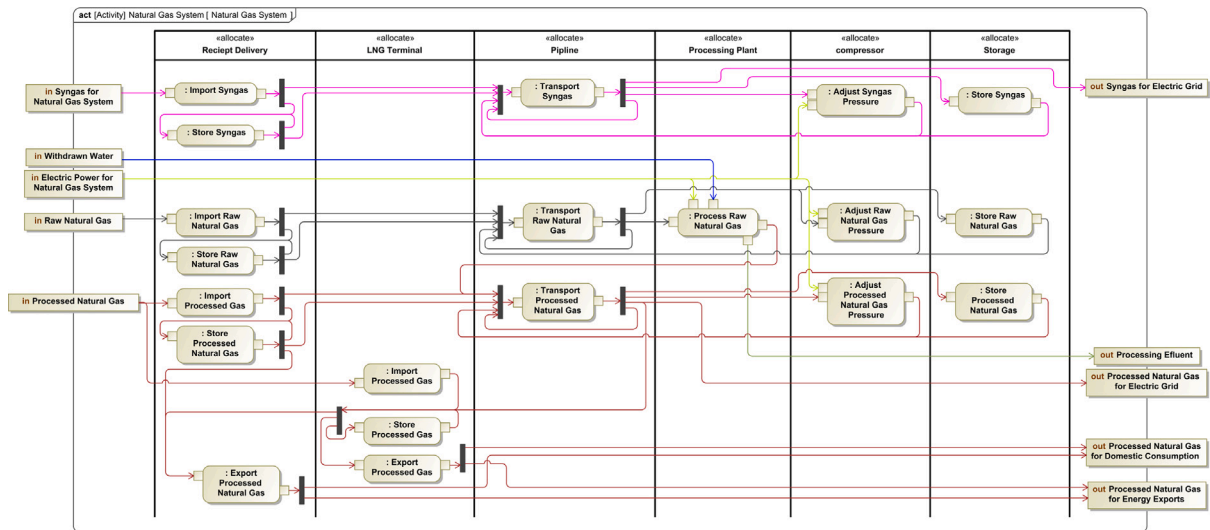 act [Activity] Natural Gas System [ Natural Gas System ]
«allocate»
Reciept Delivery
«allocate»
LNG Terminal
«allocate»
Pipline
«allocate»
Processing Plant
«allocate»
compressor
«allocate»
Storage
in Syngas for
Natural Gas System
: Import Syngas
: Store Syngas
: Transport
Syngas
: Adjust Syngas
Pressure
: Store Syngas
out Syngas for Electric Grid
in Withdrawn Water
in Electric Power for
Natural Gas System
in Raw Natural Gas
: Import Raw
Natural Gas
: Store Raw
Natural Gas
: Transport
Raw Natural
Gas
: Process Raw
Natural Gas
: Adjust Raw
Natural Gas
Pressure
: Store Raw
Natural Gas
in Processed Natural Gas
: Import
Processed Gas
: Store
Processed
Natural Gas
: Transport
Processed
Natural Gas
: Adjust
Processed
Natural Gas
Pressure
: Store
Processed
Natural Gas
out Processing Efluent
: Import
Processed Gas
out Processed Natural Gas
for Electric Grid
: Store
Processed Gas
: Export
Processed Gas
out Processed Natural Gas
for Domestic Consumption
: Export
Processed
Natural Gas
out Processed Natural Gas
for Energy Exports